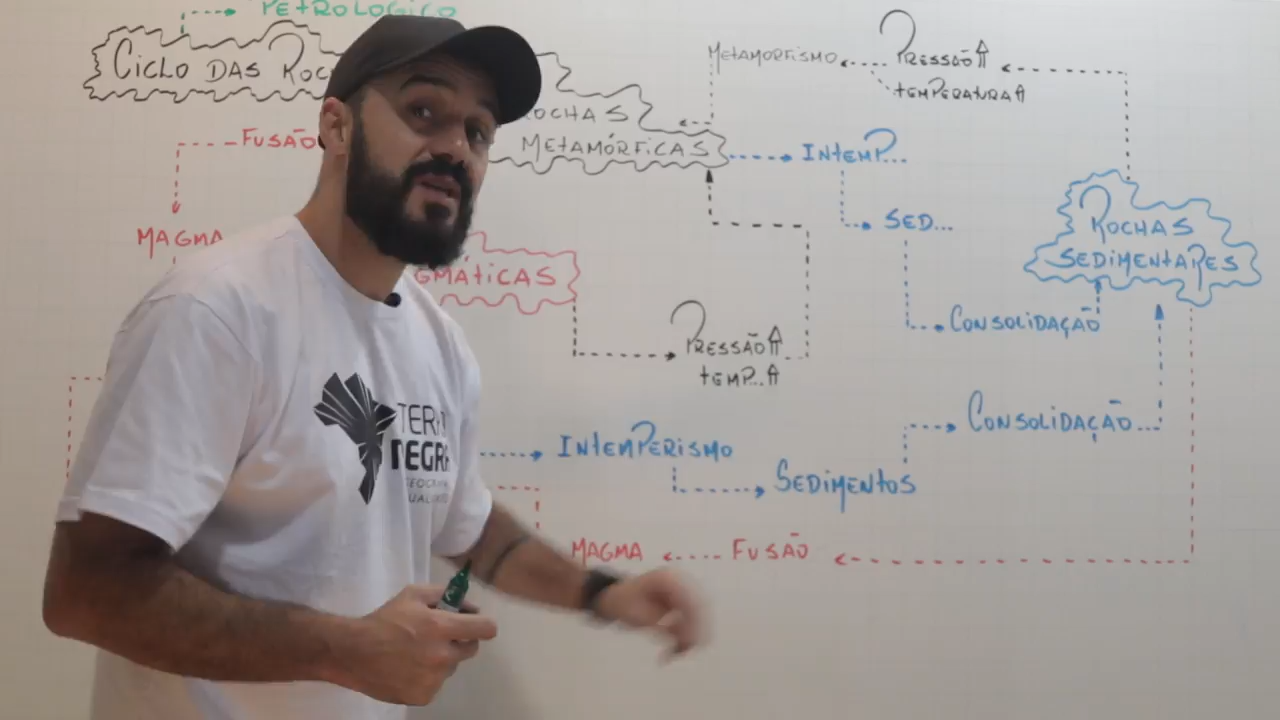 PETROLÓGICO
CICLO DAS
METAMORFISMO
PRESSÃO
TEMPERATURA
FUSÃO
ROCHAS
METAMÓRFICAS
INTEMP...
SED...
ROCHAS
SEDIMENTARES
MAGMA
GMÁTICAS
CONSOLIDAÇÃO
PRESSÃO
TEMP...
CONSOLIDAÇÃO...
INTEMPERISMO
SEDIMENTOS
MAGMA
FUSÃO
TERRA
NEGRA